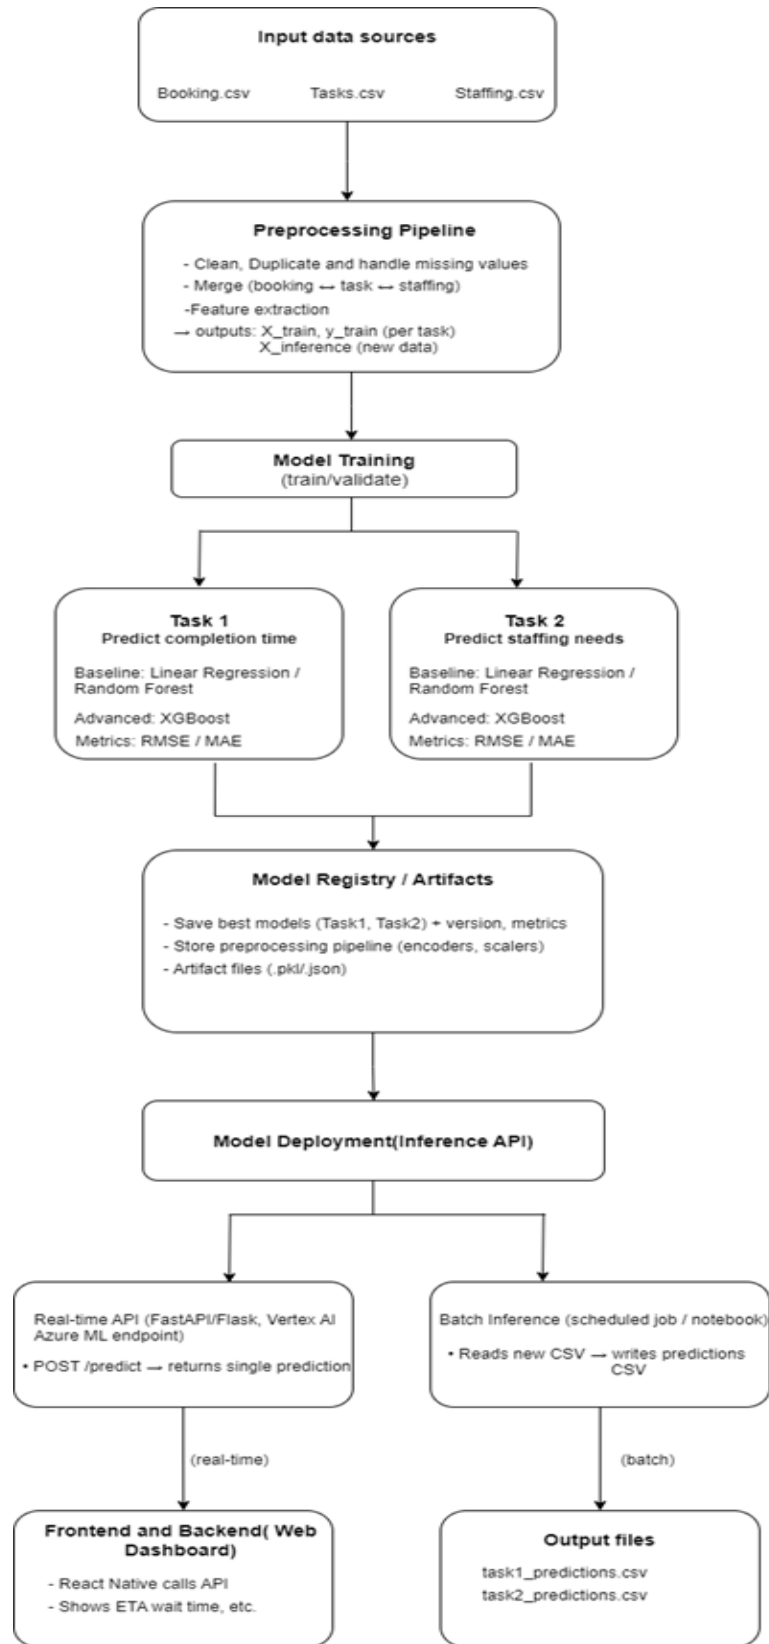 Input data sources
Booking.csv Tasks.csv Staffing.csv
Preprocessing Pipeline
- Clean, Duplicate and handle missing values
- Merge (booking ↔ task ↔ staffing)
-Feature extraction
→ outputs: X_train, y_train (per task)
X_inference (new data)
Model Training
(train/validate)
Task 1
Predict completion time
Baseline: Linear Regression /
Random Forest
Advanced: XGBoost
Metrics: RMSE / MAE
Task 2
Predict staffing needs
Baseline: Linear Regression /
Random Forest
Advanced: XGBoost
Metrics: RMSE / MAE
Model Registry / Artifacts
- Save best models (Task1, Task2) + version, metrics
- Store preprocessing pipeline (encoders, scalers)
- Artifact files (.pkl/.json)
Model Deployment(Inference API)
Real-time API (FastAPI/Flask, Vertex AI
Azure ML endpoint)
• POST /predict → returns single prediction
Batch Inference (scheduled job / notebook)
• Reads new CSV → writes predictions
CSV
(real-time)
(batch)
Frontend and Backend( Web
Dashboard)
- React Native calls API
- Shows ETA wait time, etc.
Output files
task1_predictions.csv
task2_predictions.csv